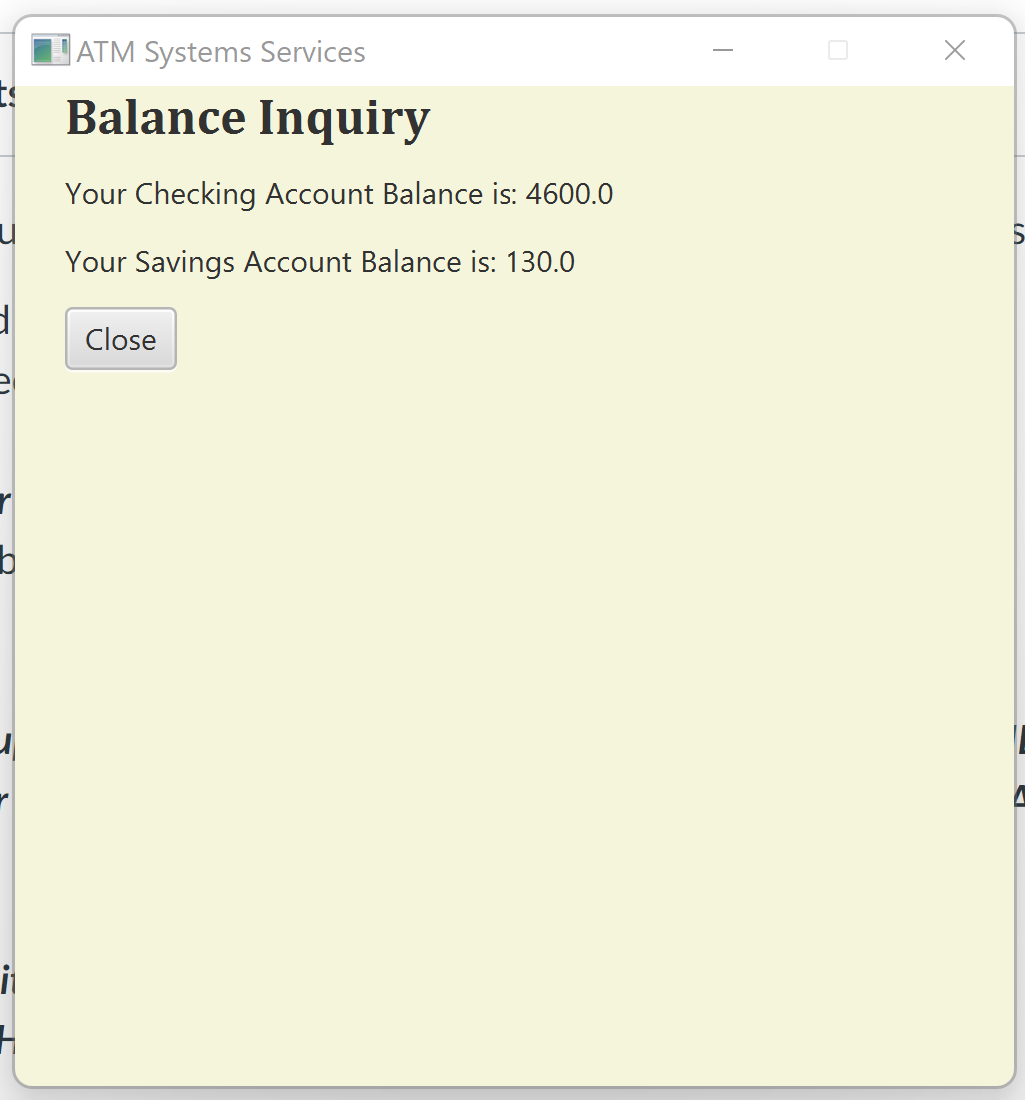 ATM Systems Services
Balance Inquiry
Your Checking Account Balance is: 4600.0
Your Savings Account Balance is: 130.0
Close